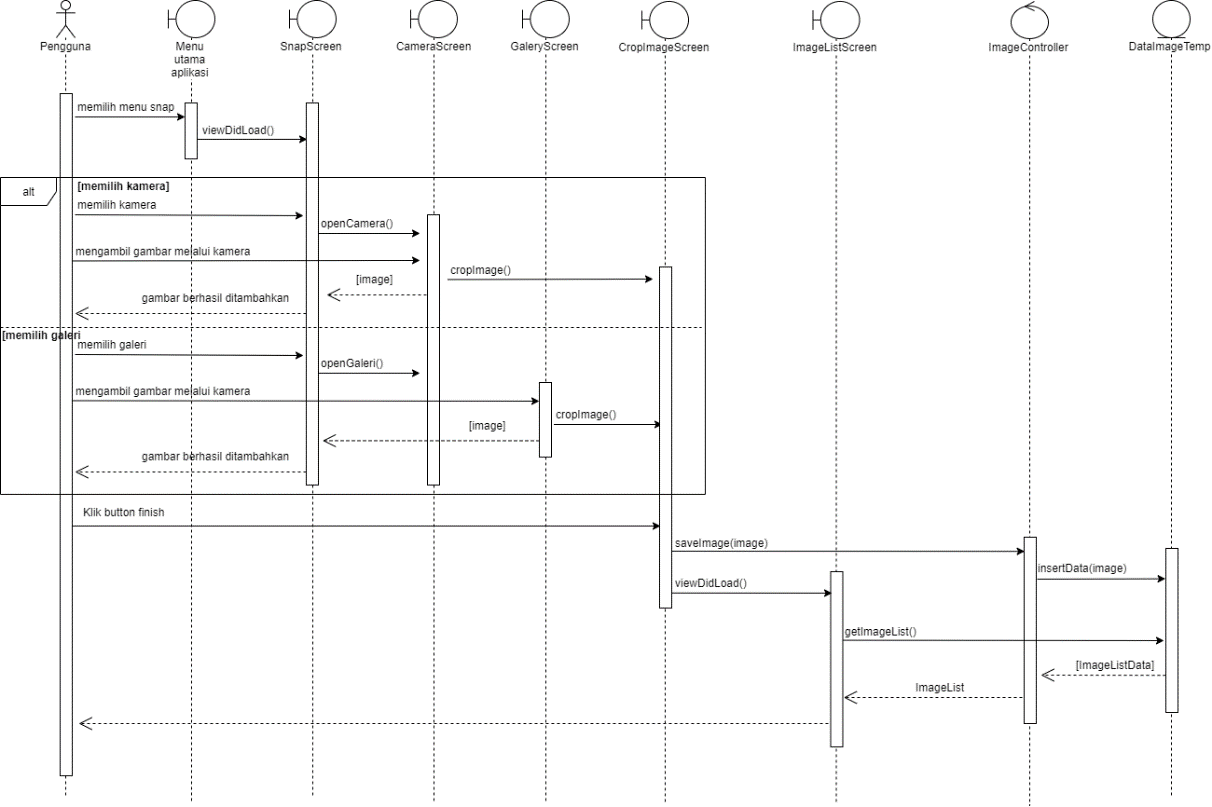 Pengguna
Menu
utama
aplikasi
SnapScreen
CameraScreen
GaleryScreen
CropImageScreen
ImageListScreen
ImageController
DataImageTemp
memilih menu snap
viewDidLoad()
alt
[memilih kamera]
memilih kamera
openCamera()
mengambil gambar melalui kamera
cropImage()
[image]
gambar berhasil ditambahkan
[memilih galeri
memilih galeri
openGaleri()
mengambil gambar melalui kamera
cropImage()
[image]
gambar berhasil ditambahkan
Klik button finish
saveImage(image)
insertData(image)
viewDidLoad()
getImageList()
[ImageListData]
ImageList